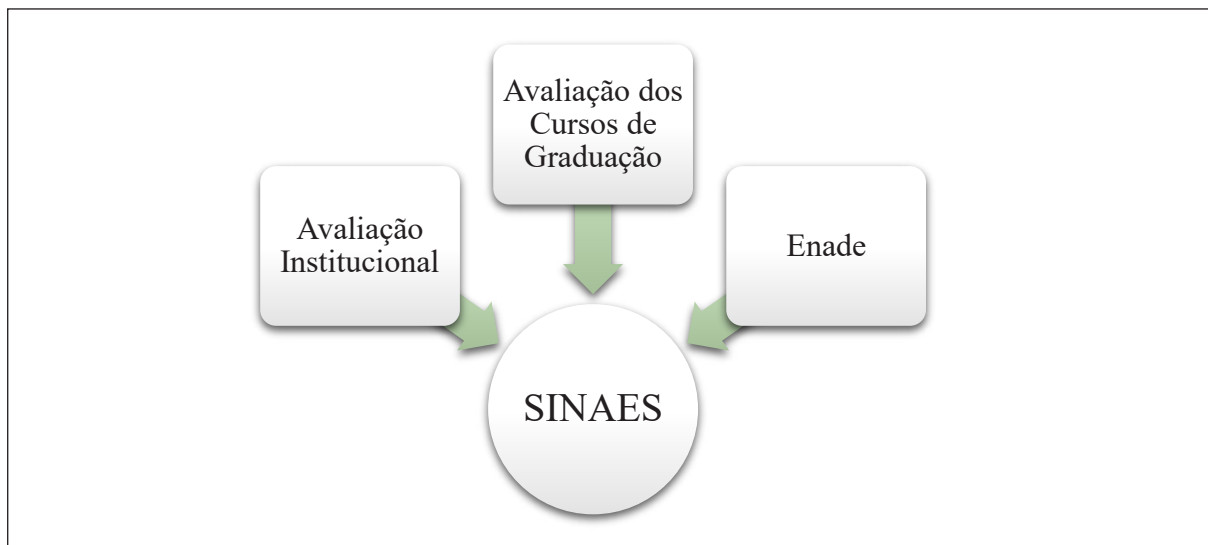 Avaliação dos
Cursos de
Graduação
Avaliação
Institucional
Enade
SINAES